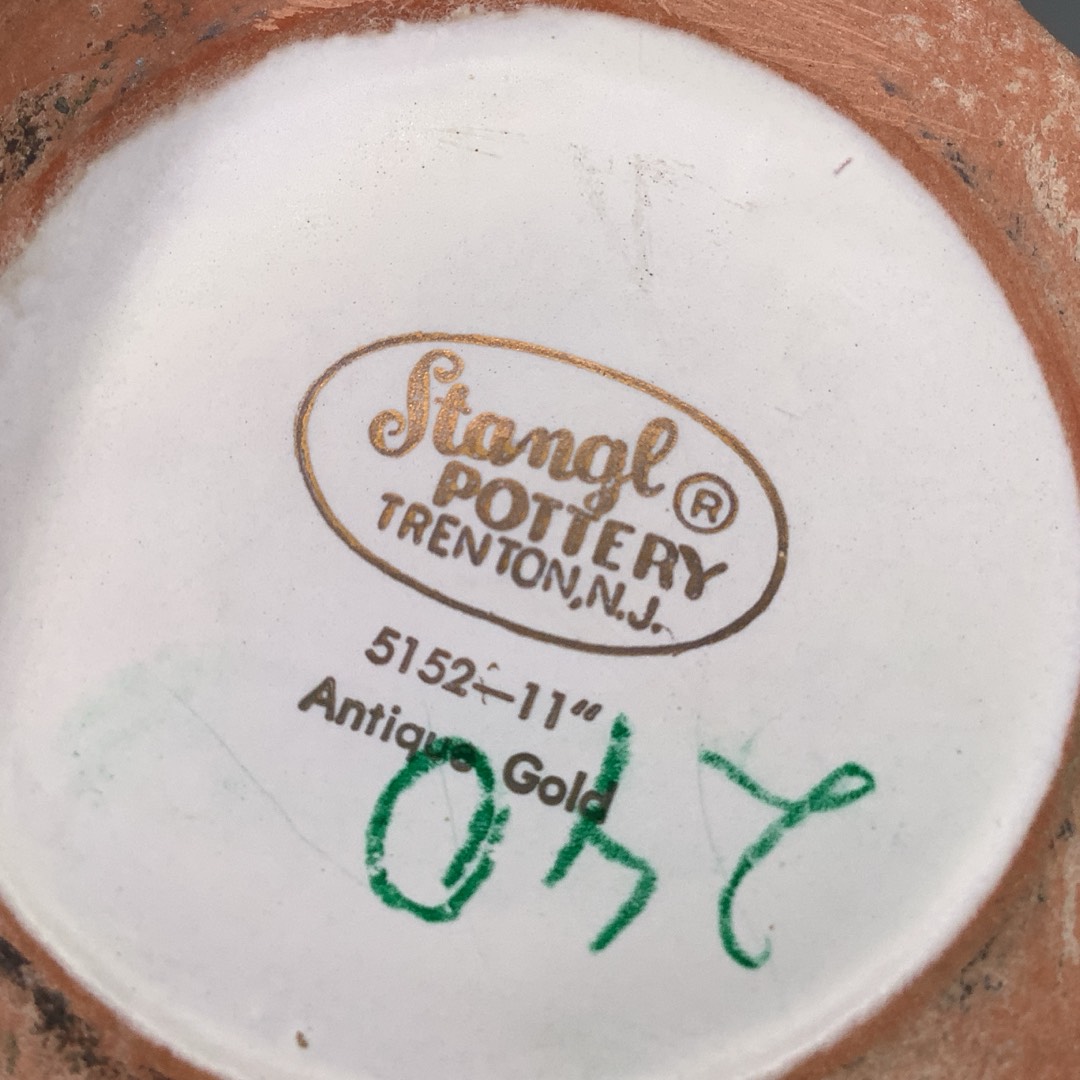 Stangl ®
POTTERY
TRENTON, N.J.
5152-11"
Antique Gold
240